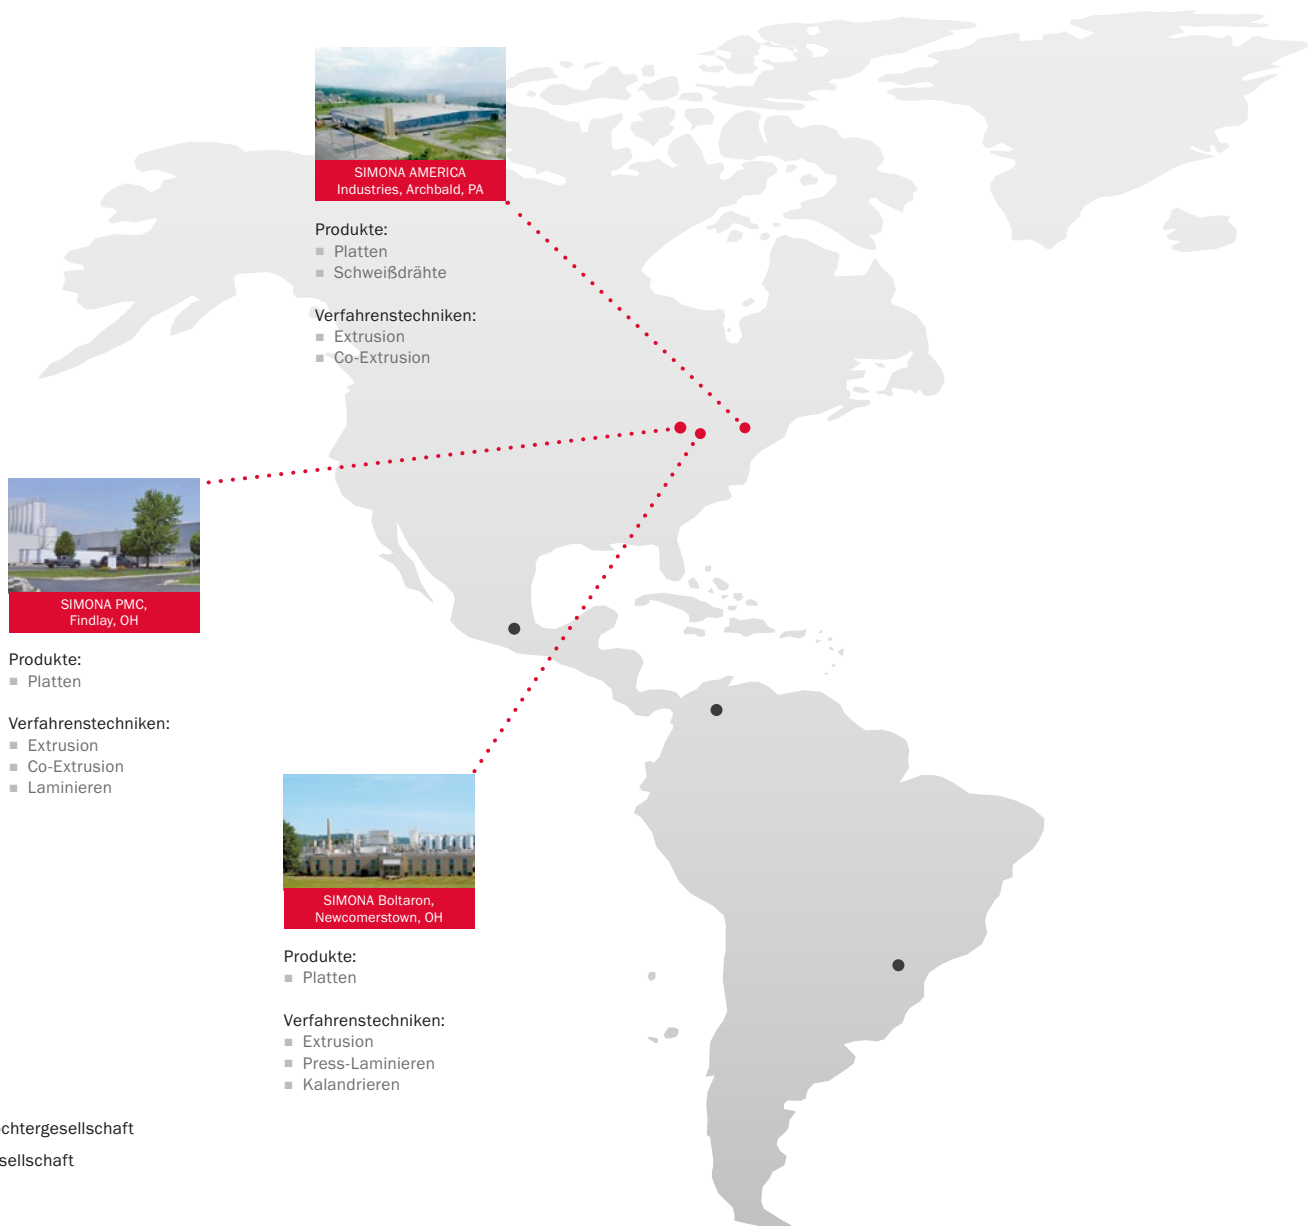 SIMONA AMERICA
Industries, Archbald, PA
Produkte:
■ Platten
■ Schweißdrähte
Verfahrenstechniken:
■ Extrusion
■ Co-Extrusion
SIMONA PMC,
Findlay, OH
Produkte:
■ Platten
Verfahrenstechniken:
■ Extrusion
■ Co-Extrusion
■ Laminieren
SIMONA Boltaron,
Newcomerstown, OH
Produkte:
■ Platten
Verfahrenstechniken:
■ Extrusion
■ Press-Laminieren
■ Kalandrieren
chtergesellschaft
sellschaft